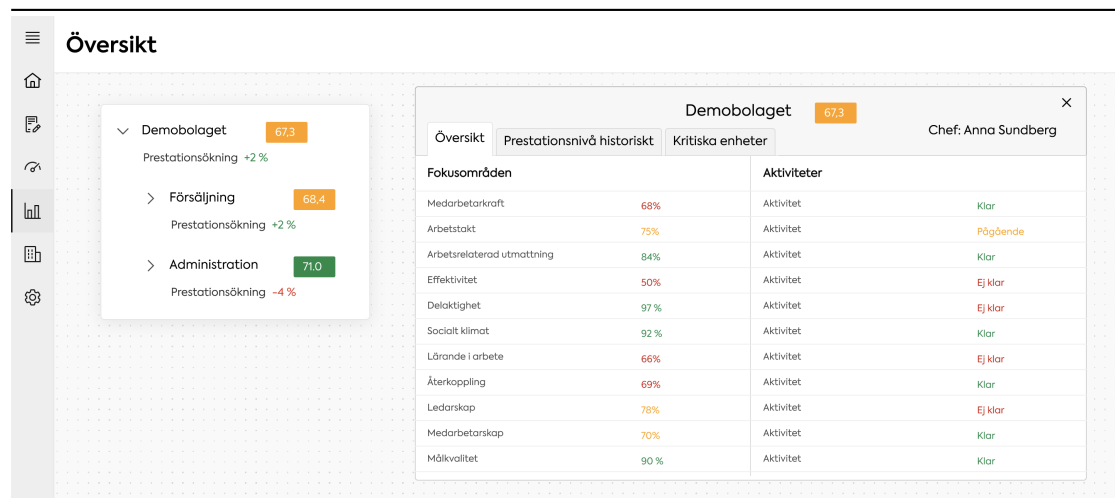 Översikt
Demobolaget 67,3
Prestationsökning +2 %
Försäljning 68,4
Prestationsökning +2 %
Administration 71.0
Prestationsökning -4 %
Demobolaget 67,3
Chef: Anna Sundberg
Översikt Prestationsnivå historiskt Kritiska enheter
Fokusområden Aktiviteter
Medarbetarkraft 68% Aktivitet Klar
Arbetstakt 75% Aktivitet Pågående
Arbetsrelaterad utmattning 84% Aktivitet Klar
Effektivitet 50% Aktivitet Ej klar
Delaktighet 97 % Aktivitet Ej klar
Socialt klimat 92 % Aktivitet Klar
Lärande i arbete 66% Aktivitet Ej klar
Återkoppling 69% Aktivitet Klar
Ledarskap 78% Aktivitet Ej klar
Medarbetarskap 70% Aktivitet Klar
Målkvalitet 90 % Aktivitet Klar